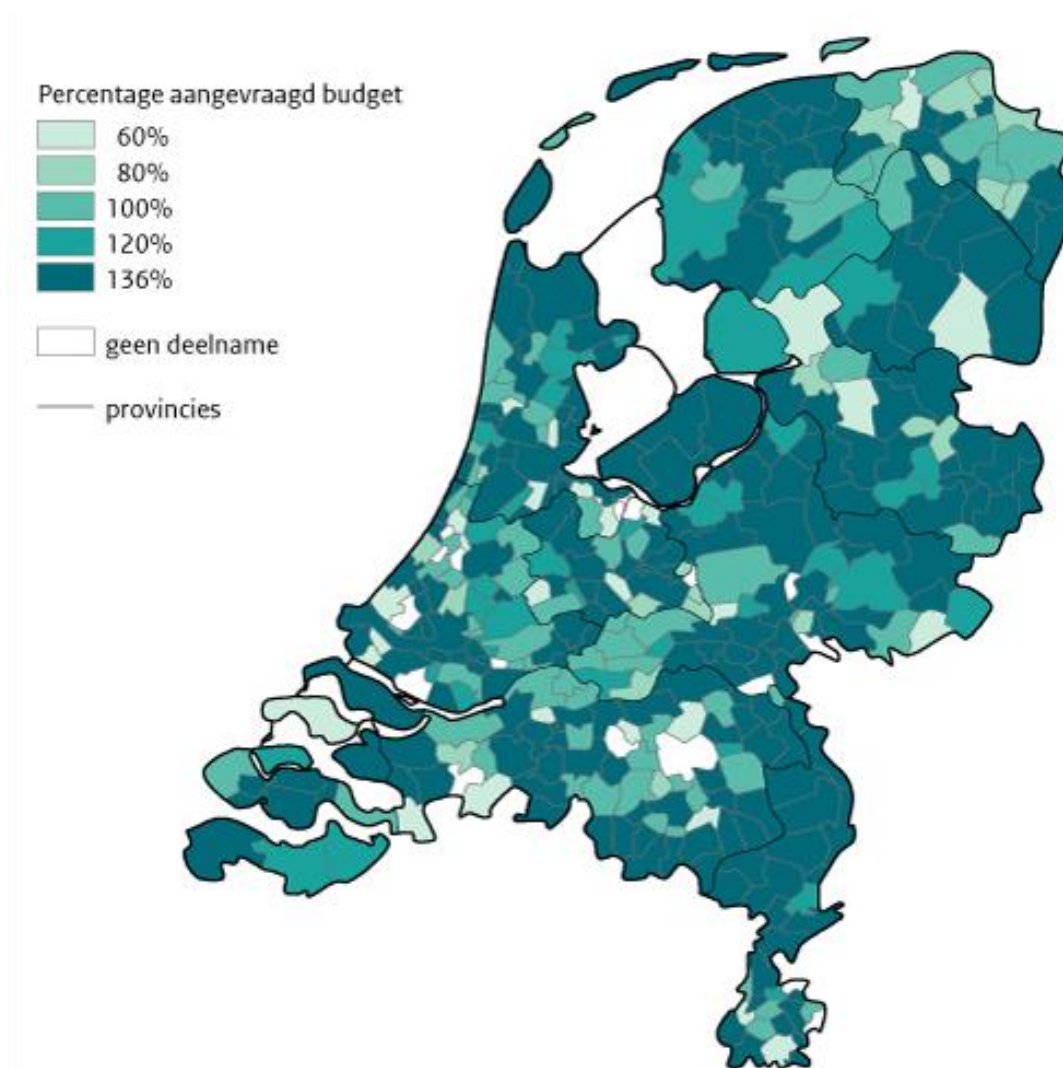 Percentage aangevraagd budget
60%
80%
100%
120%
136%
geen deelname
provincies